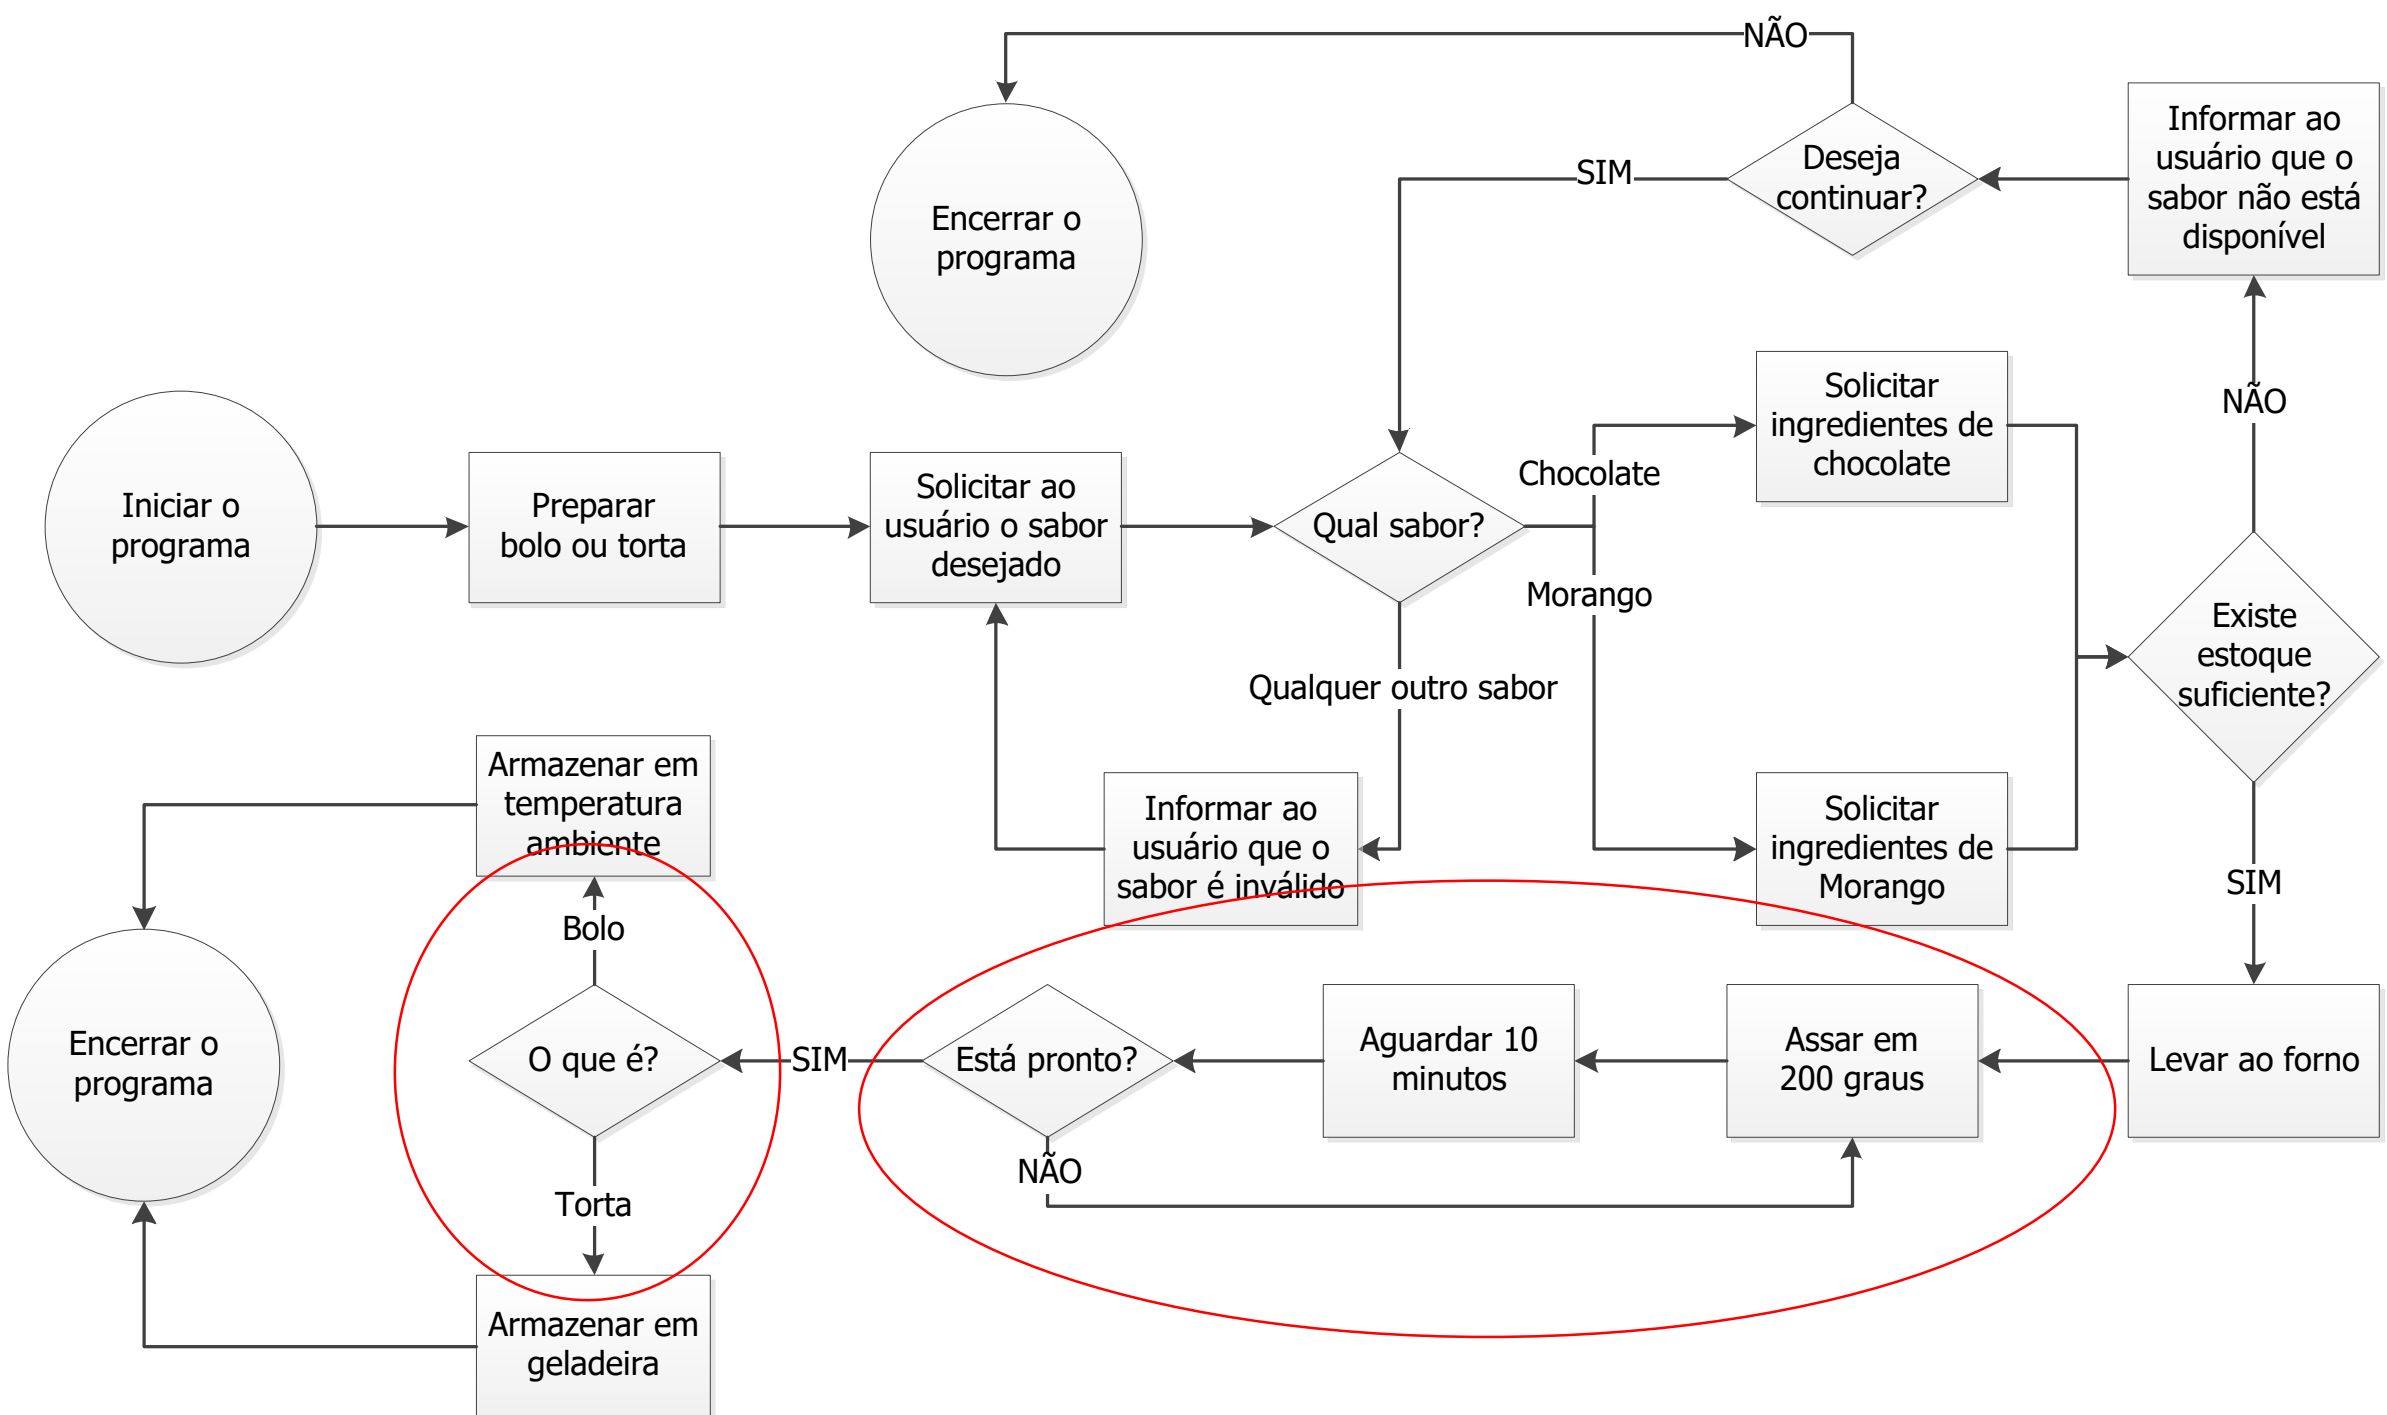 NÃO
Informar ao
usuário que o
sabor não está
disponível
Deseja
continuar?
SIM
Encerrar o
programa
Solicitar
ingredientes de
chocolate
NÃO
Iniciar o
programa
Preparar
bolo ou torta
Solicitar ao
usuário o sabor
desejado
Qual sabor?
Chocolate
Morango
Existe
estoque
suficiente?
Qualquer outro sabor
Informar ao
usuário que o
sabor é inválido
Solicitar
ingredientes de
Morango
SIM
Armazenar em
temperatura
ambiente
Bolo
Encerrar o
programa
O que é?
SIM
Está pronto?
Aguardar 10
minutos
Assar em
200 graus
Levar ao forno
NÃO
Torta
Armazenar em
geladeira